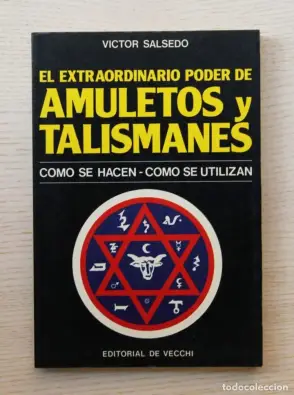 VICTOR SALSEDO
EL EXTRAORDINARIO PODER DE
AMULETOS y
TALISMANES
COMO SE HACEN - COMO SE UTILIZAN
EDITORIAL DE VECCHI
todocoleccion